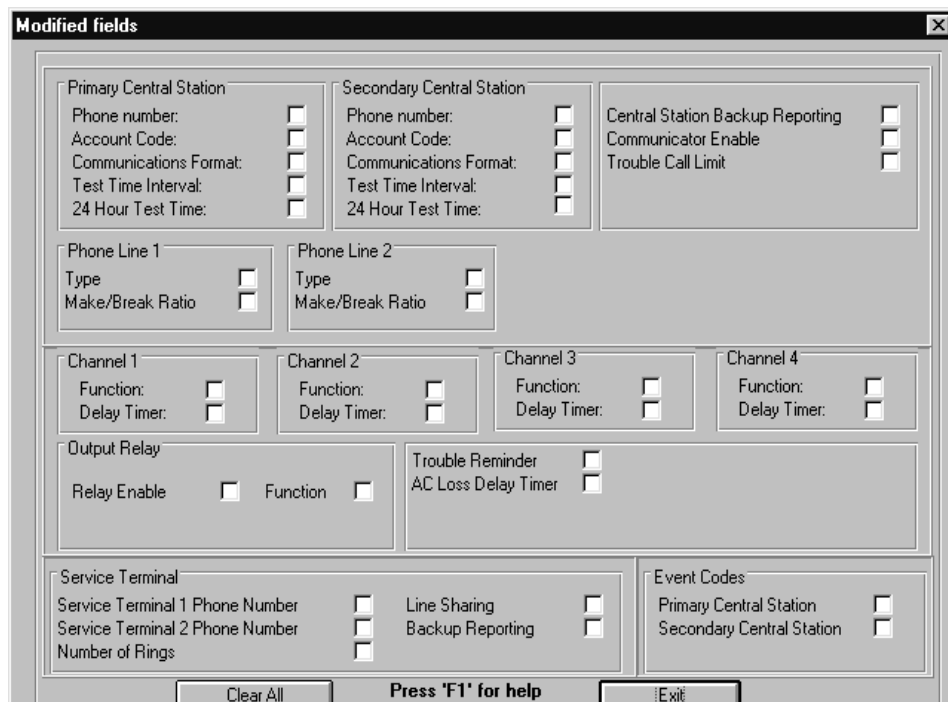 Modified fields
Primary Central Station
Phone number:
Account Code:
Communications Format:
Test Time Interval:
24 Hour Test Time:
Secondary Central Station
Phone number:
Account Code:
Communications Format:
Test Time Interval:
24 Hour Test Time:
Central Station Backup Reporting
Communicator Enable
Trouble Call Limit
Phone Line 1
Type
Make/Break Ratio
Phone Line 2
Type
Make/Break Ratio
Channel 1
Function:
Delay Timer:
Channel 2
Function:
Delay Timer:
Channel 3
Function:
Delay Timer:
Channel 4
Function:
Delay Timer:
Output Relay
Relay Enable
Function
Trouble Reminder
AC Loss Delay Timer
Service Terminal
Service Terminal 1 Phone Number
Service Terminal 2 Phone Number
Number of Rings
Line Sharing
Backup Reporting
Event Codes
Primary Central Station
Secondary Central Station
Clear All
Press 'F1' for help
Exit